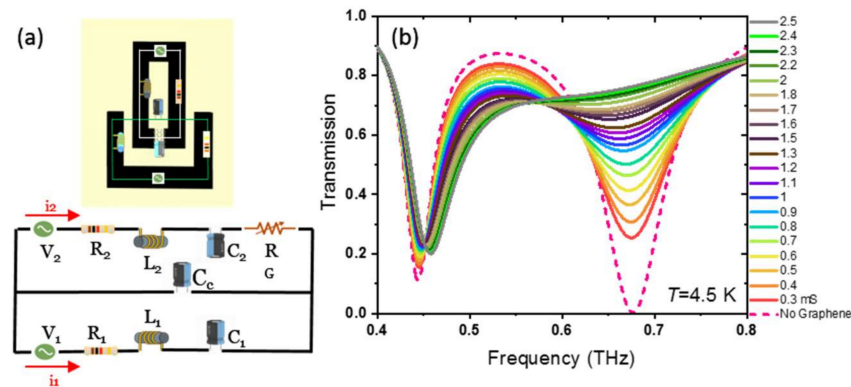 (a)
i2
V2 R2 L2 C2 R
G
Cc
V1 R1 L1 C1
i1
(b)
Transmission
1.0
0.8
0.6
0.4
0.2
0.0
0.4 0.5 0.6 0.7 0.8
Frequency (THz)
T=4.5 K
2.5
2.4
2.3
2.2
2
1.8
1.7
1.6
1.5
1.3
1.2
1.1
1
0.9
0.8
0.7
0.6
0.5
0.4
0.3 mS
No Graphene